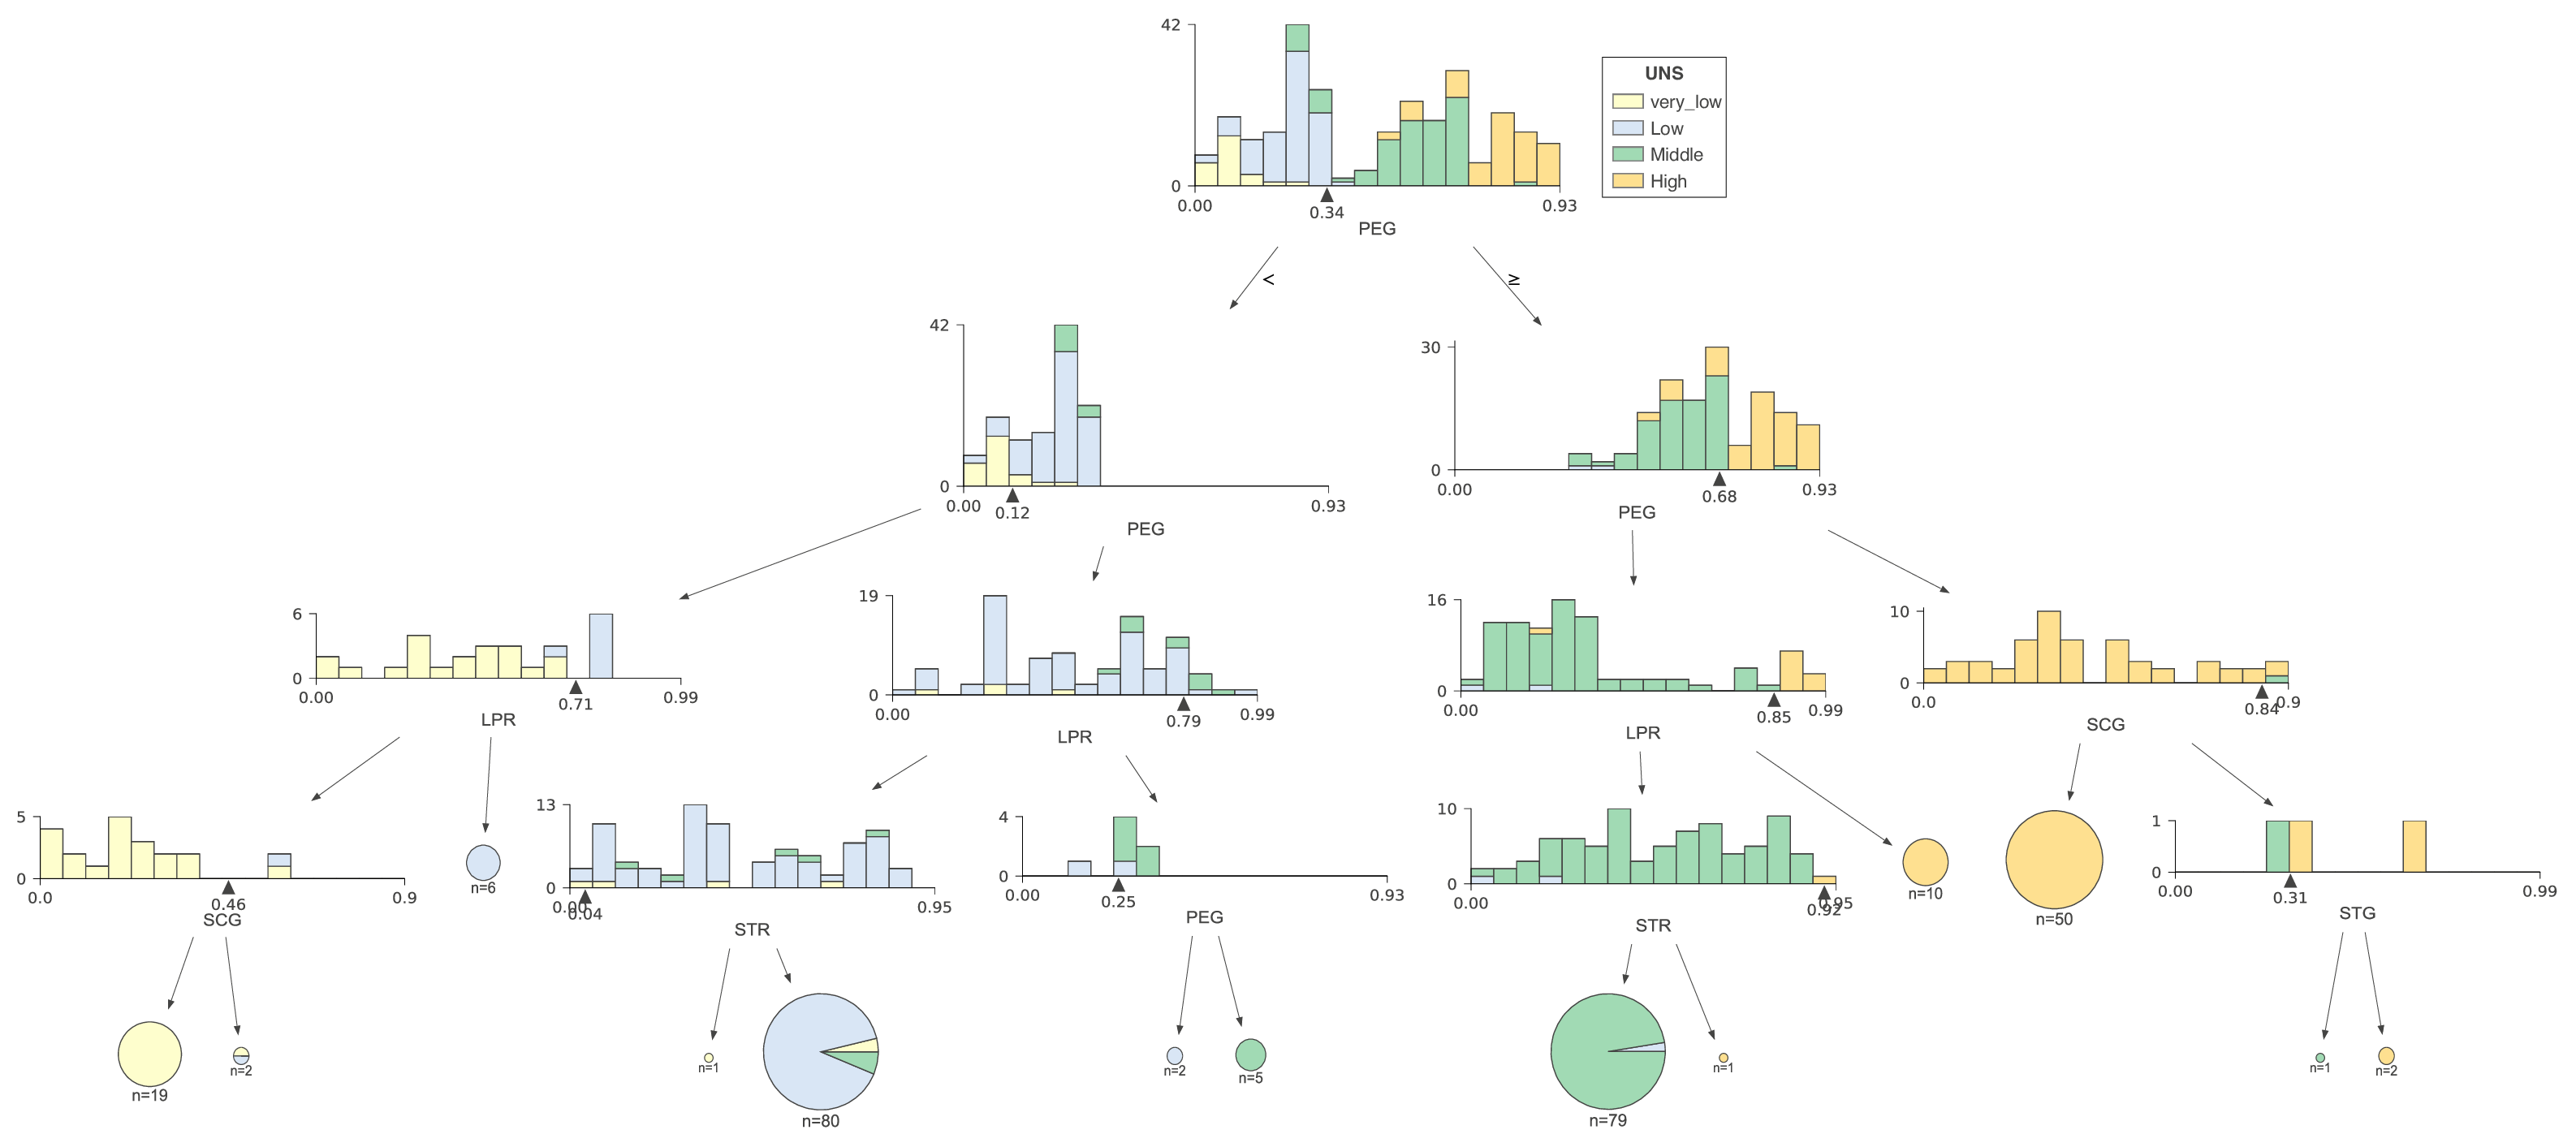 42
0
0.00
0.34
0.93
PEG
UNS
very_low
Low
Middle
High
<
≥
42
0
0.00
0.12
0.93
PEG
30
0
0.00
0.68
0.93
PEG
6
0
0.00
0.71
0.99
LPR
19
0
0.00
0.79
0.99
LPR
16
0
0.00
0.85
0.99
LPR
10
0
0.0
0.84
0.9
SCG
5
0
0.0
0.46
0.9
SCG
n=6
13
0
0.00
0.04
0.95
STR
4
0
0.00
0.25
0.93
PEG
10
0
0.00
0.92
0.95
STR
n=10
n=50
1
0
0.00
0.31
0.99
STG
n=19
n=2
n=1
n=80
n=2
n=5
n=79
n=1
n=1
n=2